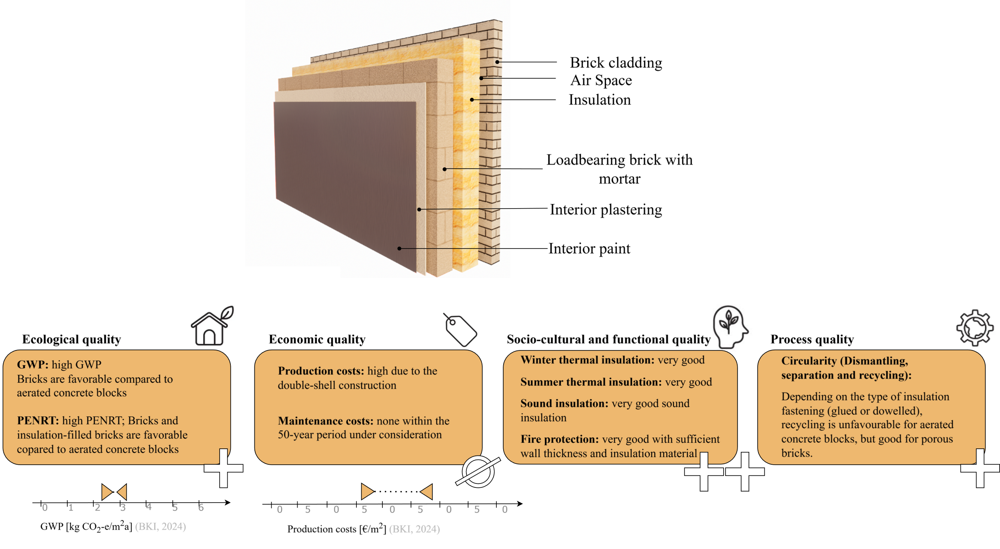 Brick cladding
Air Space
Insulation
Loadbearing brick with
mortar
Interior plastering
Interior paint
Ecological quality
GWP: high GWP
Bricks are favorable compared to
aerated concrete blocks
PENRT: high PENRT; Bricks and
insulation-filled bricks are favorable
copared to aerated concrete blocks
0 1 2 3 4 5 6
GWP [kg CO2-e/m2a] (BKI, 2024)
Economic quality
Production costs: high due to the
double-shell construction
Maintenance costs: none within the
50-year period under consideration
0 5 0 5 0 5 0 5 0
Production costs [€/m2] (BKI, 2024)
Socio-cultural and functional quality
Winter thermal insulation: very good
Summer thermal insulation: very good
Sound insulation: very good sound
insulation
Fire protection: very good with sufficient
wall thickness and insulation material
Process quality
Circularity (Dismantling,
separation and recycling):
Depending on the type of insulation
fastening (glued or dowelled),
recycling is unfavourable for aerated
concrete blocks, but good for porous
bricks.